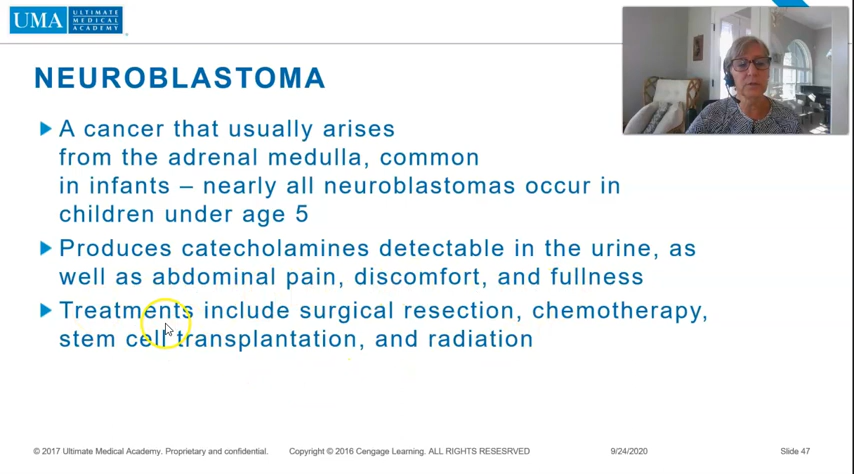 UMA ULTIMATE
MEDICAL
ACADEMY
NEUROBLASTOMA
A cancer that usually arises
from the adrenal medulla, common
in infants – nearly all neuroblastomas occur in
children under age 5
Produces catecholamines detectable in the urine, as
well as abdominal pain, discomfort, and fullness
Treatments include surgical resection, chemotherapy,
stem cell transplantation, and radiation
© 2017 Ultimate Medical Academy. Proprietary and confidential. Copyright © 2016 Cengage Learning. ALL RIGHTS RESESRVED 9/24/2020 Slide 47